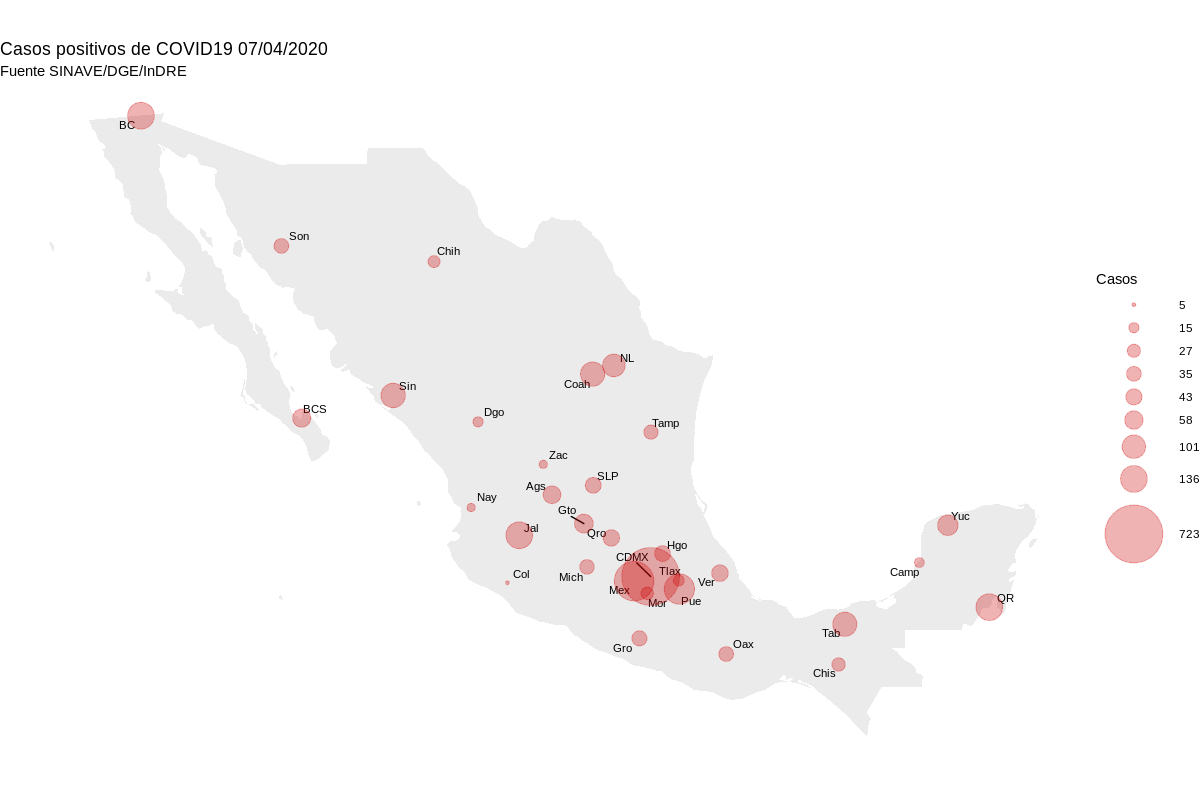 Casos positivos de COVID19 07/04/2020
Fuente SINAVE/DGE/InDRE
BC
Son
Chih
Casos
5
15
27
35
43
58
101
136
723
NL
Coah
Sin
BCS
Dgo
Tamp
Zac
SLP
Ags
Nay
Gto
Jal
Qro
Yuc
Hgo
CDMX
Tlax
Camp
Col
Mich
Ver
Mex
Mor
Pue
QR
Tab
Gro
Oax
Chis